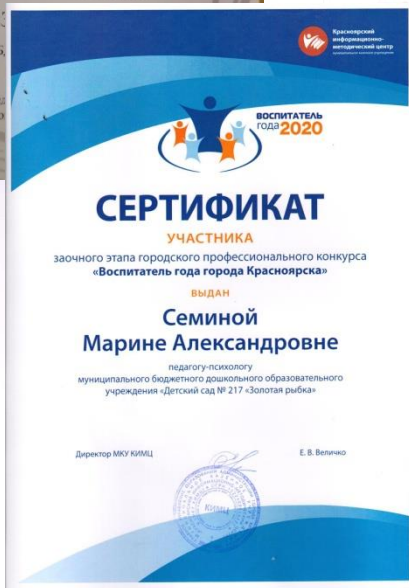 Красноярский
информационно-
методический центр
ВОСПИТАТЕЛЬ
года 2020
СЕРТИФИКАТ
УЧАСТНИКА
заочного этапа городского профессионального конкурса
«Воспитатель года города Красноярска»
ВЫДАН
Семиной
Марине Александровне
педагогу-психологу
муниципального бюджетного дошкольного образовательного
учреждения «Детский сад № 217 «Золотая рыбка»
Директор МКУ КИМЦ
Е. В. Величко
КИМЦ